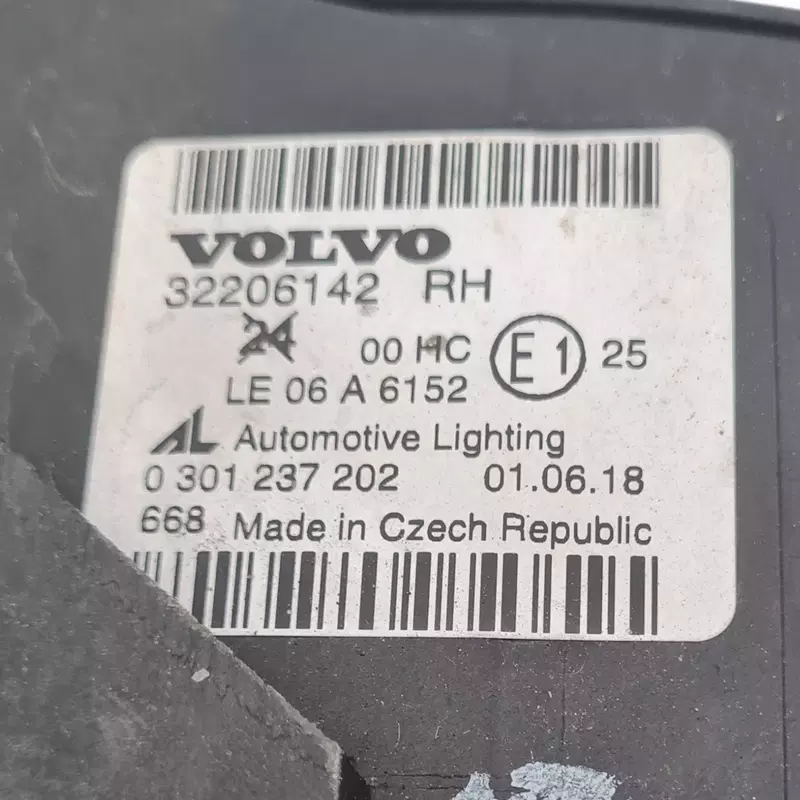 VOLVO
32206142 RH
24 00 HC E1 25
LE 06 A 6152
AL Automotive Lighting
0 301 237 202 01.06.18
668 Made in Czech Republic